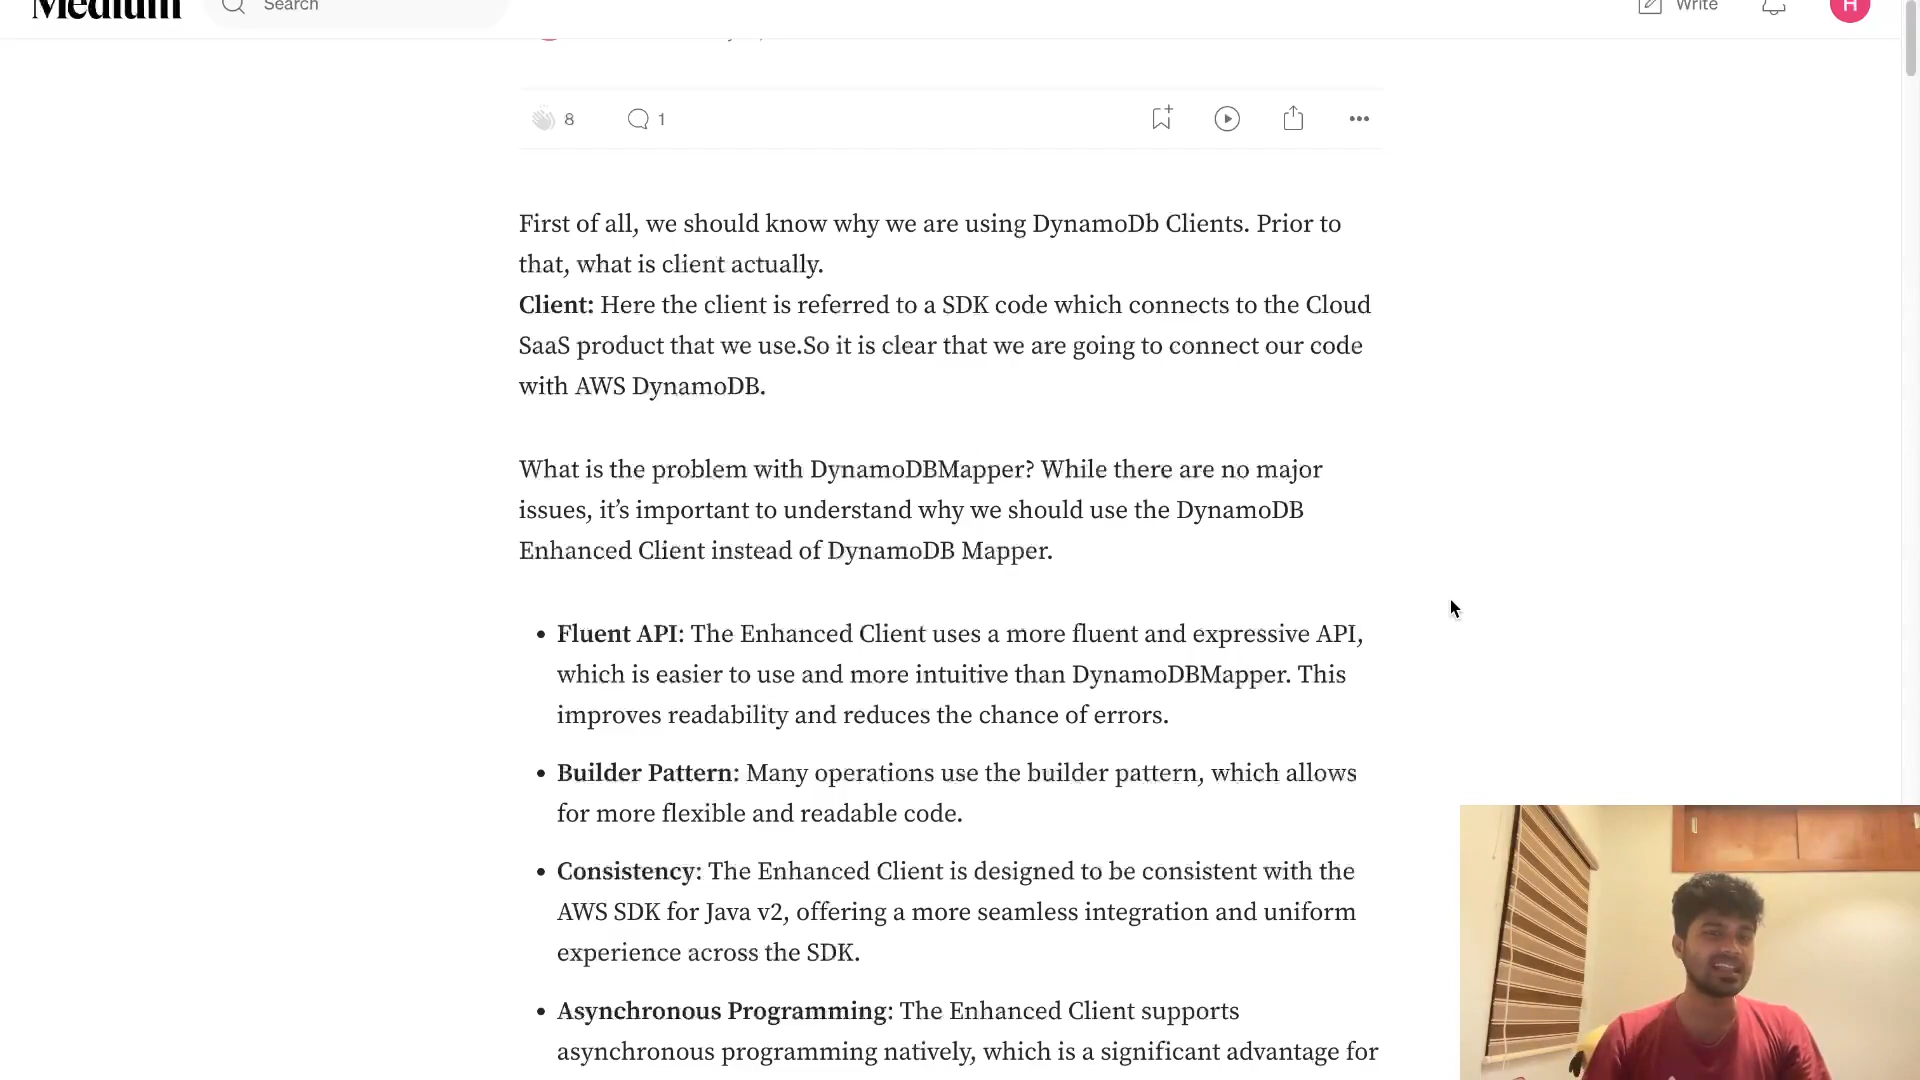 Medium
Search
Write
H
8
1
First of all, we should know why we are using DynamoDb Clients. Prior to
that, what is client actually.
Client: Here the client is referred to a SDK code which connects to the Cloud
SaaS product that we use.So it is clear that we are going to connect our code
with AWS DynamoDB.
What is the problem with DynamoDBMapper? While there are no major
issues, it’s important to understand why we should use the DynamoDB
Enhanced Client instead of DynamoDB Mapper.
• Fluent API: The Enhanced Client uses a more fluent and expressive API,
which is easier to use and more intuitive than DynamoDBMapper. This
improves readability and reduces the chance of errors.
• Builder Pattern: Many operations use the builder pattern, which allows
for more flexible and readable code.
• Consistency: The Enhanced Client is designed to be consistent with the
AWS SDK for Java v2, offering a more seamless integration and uniform
experience across the SDK.
• Asynchronous Programming: The Enhanced Client supports
asynchronous programming natively, which is a significant advantage for